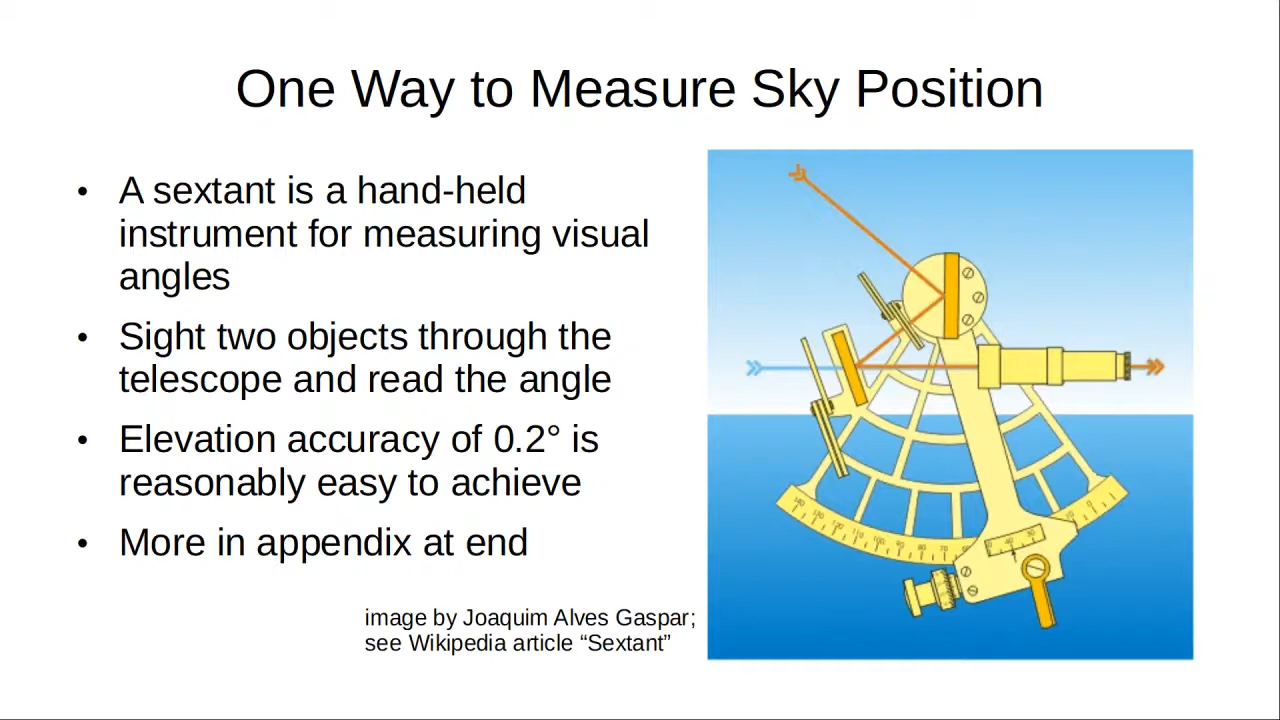 One Way to Measure Sky Position
• A sextant is a hand-held
instrument for measuring visual
angles
• Sight two objects through the
telescope and read the angle
• Elevation accuracy of 0.2° is
reasonably easy to achieve
• More in appendix at end
image by Joaquim Alves Gaspar;
see Wikipedia article “Sextant”